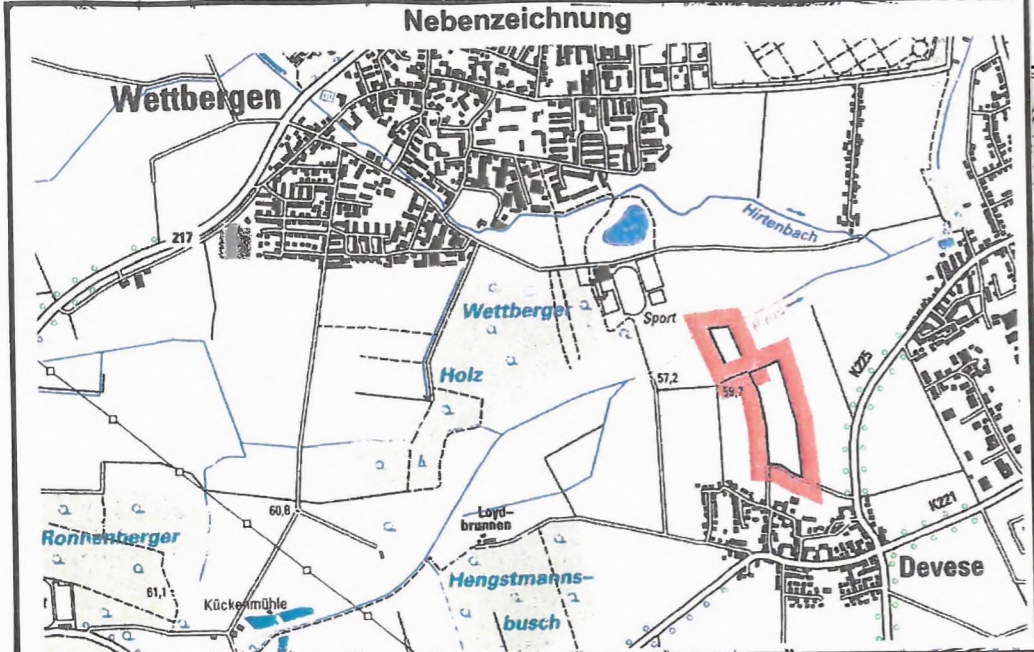 Nebenzeichnung
Wettbergen
217
Hirtenbach
Wettberger
Sport
Holz
57,2
59,7
K225
60,8
Loyd-
brunnen
K221
Ronnenberger
61,1
Kückenmühle
Hengstmanns-
busch
Devese